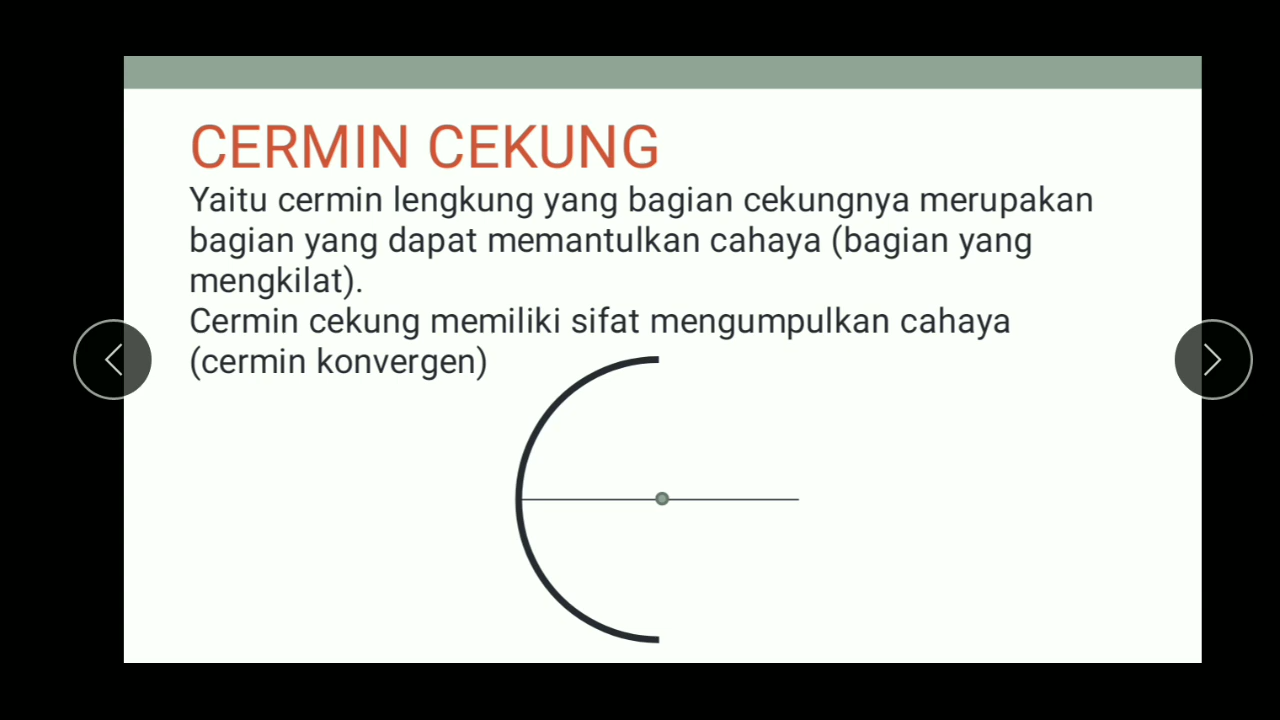 CERMIN CEKUNG
Yaitu cermin lengkung yang bagian cekungnya merupakan
bagian yang dapat memantulkan cahaya (bagian yang
mengkilat).
Cermin cekung memiliki sifat mengumpulkan cahaya
(cermin konvergen)